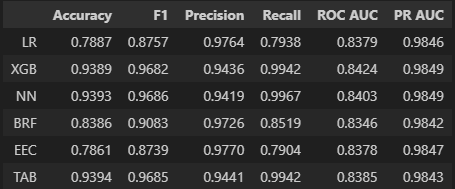 Accuracy F1 Precision Recall ROC AUC PR AUC
LR 0.7887 0.8757 0.9764 0.7938 0.8379 0.9846
XGB 0.9389 0.9682 0.9436 0.9942 0.8424 0.9849
NN 0.9393 0.9686 0.9419 0.9967 0.8403 0.9849
BRF 0.8386 0.9083 0.9726 0.8519 0.8346 0.9842
EEC 0.7861 0.8739 0.9770 0.7904 0.8378 0.9847
TAB 0.9394 0.9685 0.9441 0.9942 0.8385 0.9843